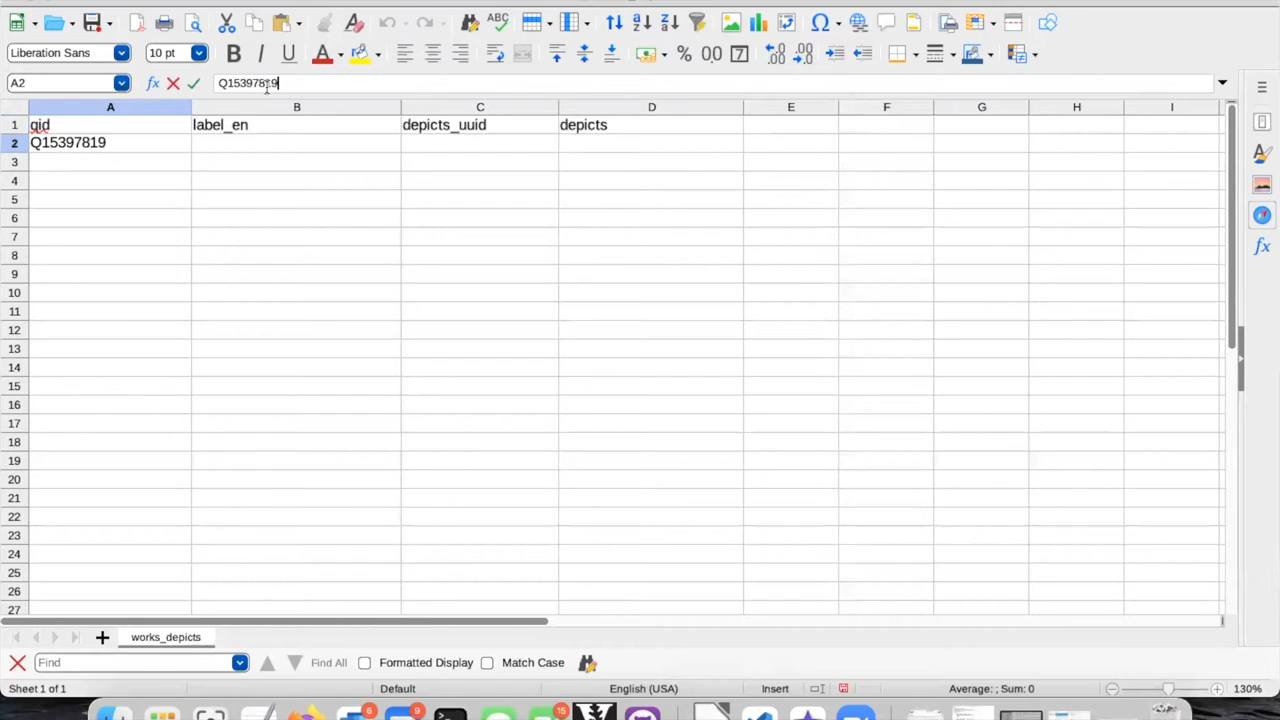 Liberation Sans 10 pt
A2 Q15397819
A B C D E F G H I
1 qid label_en depicts_uuid depicts
2 Q15397819
3
4
5
6
7
8
9
10
11
12
13
14
15
16
17
18
19
20
21
22
23
24
25
26
27
works_depicts
Find Find All Formatted Display Match Case
Sheet 1 of 1 Default English (USA) Insert Average: ; Sum: 0 130%
6 9 15